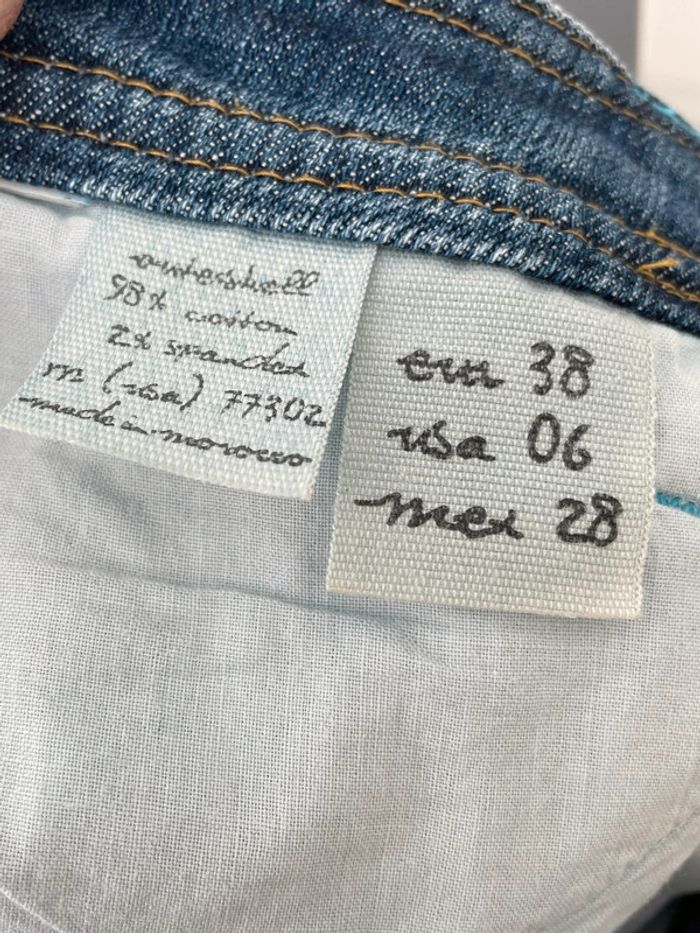 outershell
98% cotton
2% spandex
rn (usa) 77302
made in morocco
eur 38
usa 06
mex 28